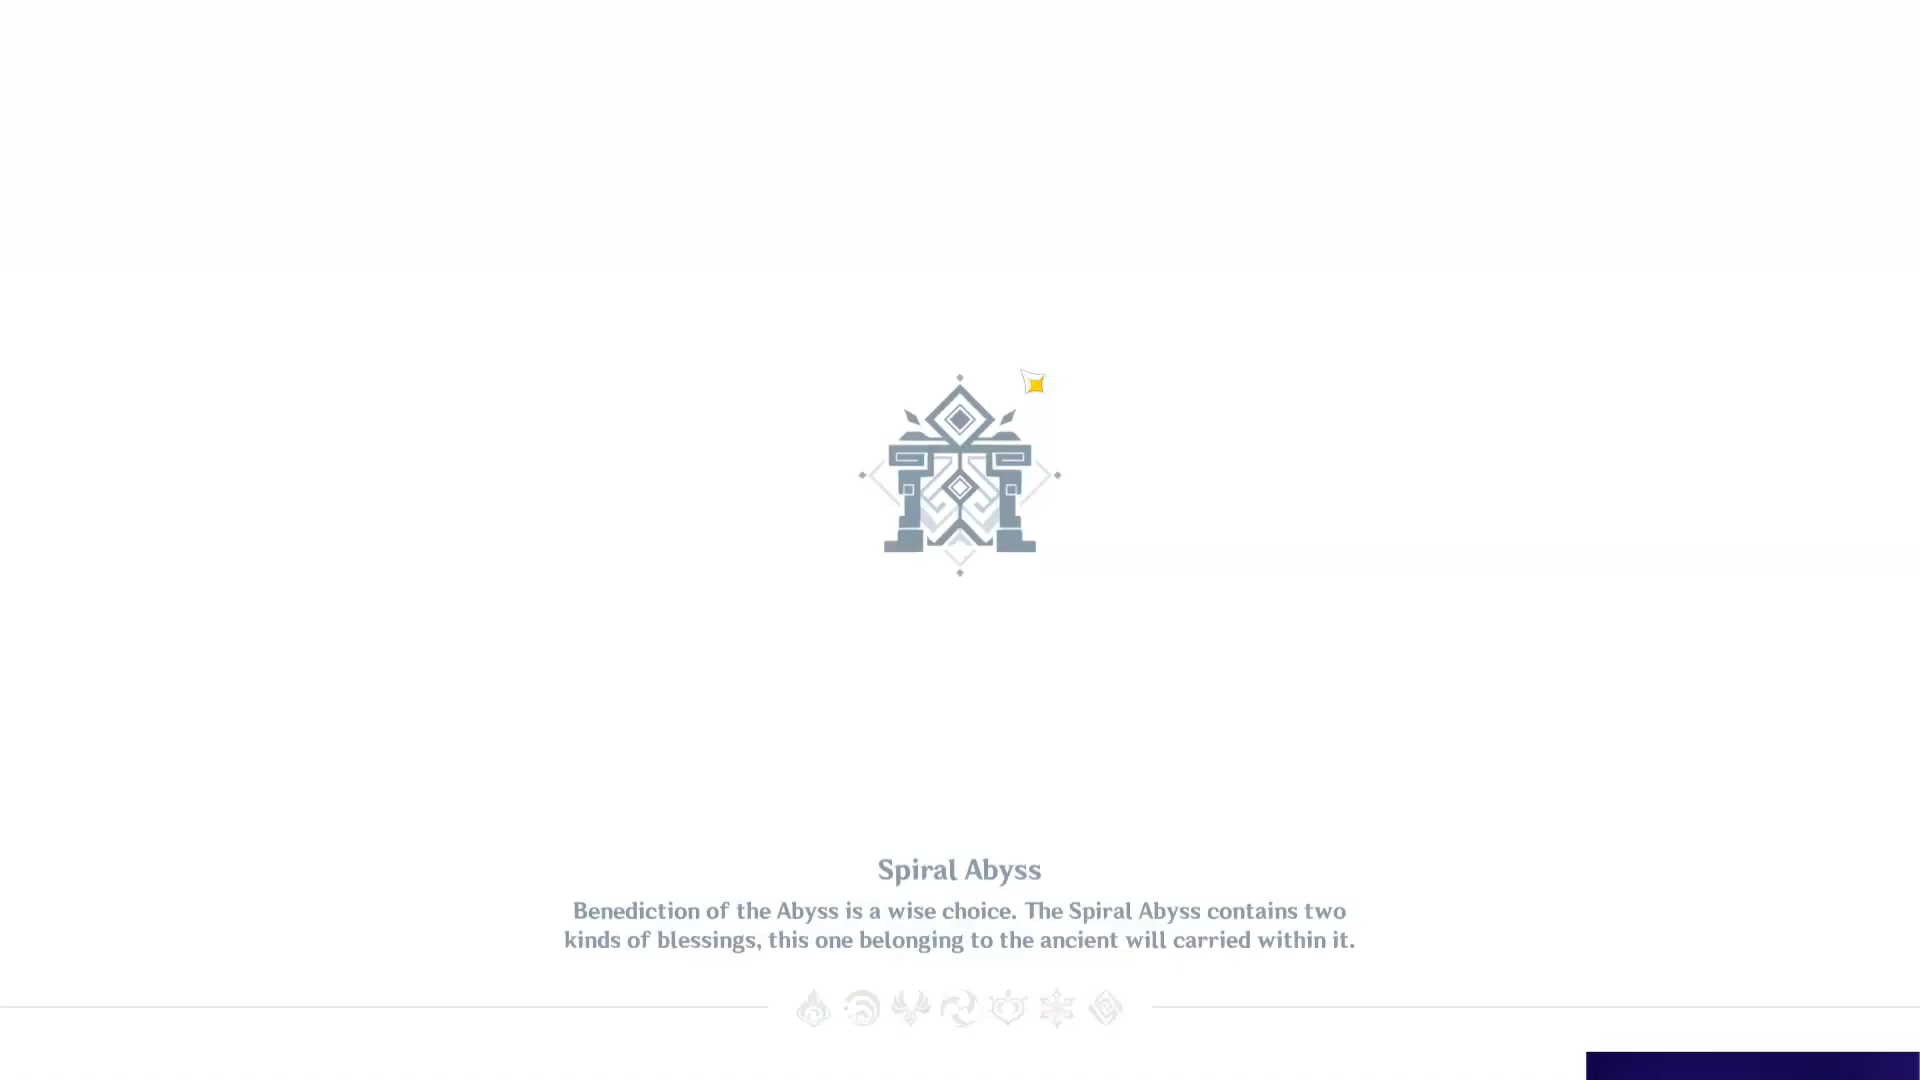 Spiral Abyss
Benediction of the Abyss is a wise choice. The Spiral Abyss contains two
kinds of blessings, this one belonging to the ancient will carried within it.